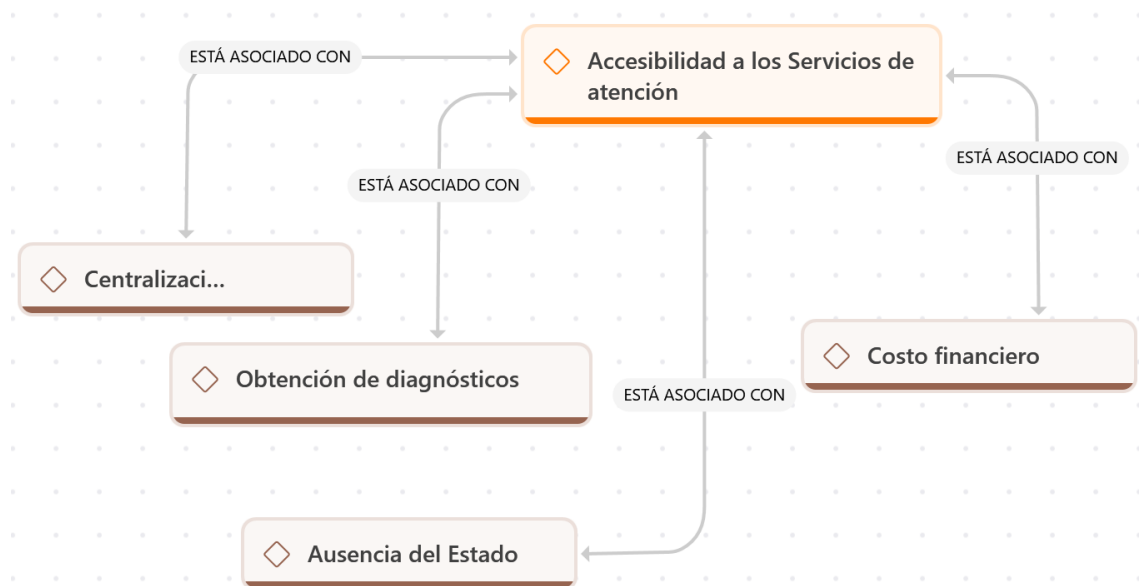 ESTÁ ASOCIADO CON
Accesibilidad a los Servicios de
atención
ESTÁ ASOCIADO CON
ESTÁ ASOCIADO CON
Centralizaci...
Costo financiero
Obtención de diagnósticos
ESTÁ ASOCIADO CON
Ausencia del Estado